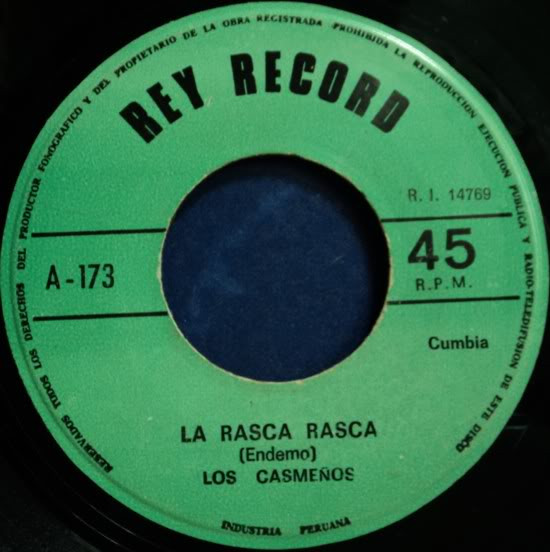 RESERVADOS TODOS LOS DERECHOS DEL PRODUCTOR FONOGRAFICO Y DEL PROPIETARIO DE LA OBRA REGISTRADA - PROHIBIDA LA REPRODUCCION EJECUCION PUBLICA Y RADIO-TELEDIFUSION DE ESTE DISCO
REY RECORD
R. I. 14769
A-173
45
R.P.M.
Cumbia
LA RASCA RASCA
(Endemo)
LOS CASMEÑOS
INDUSTRIA PERUANA